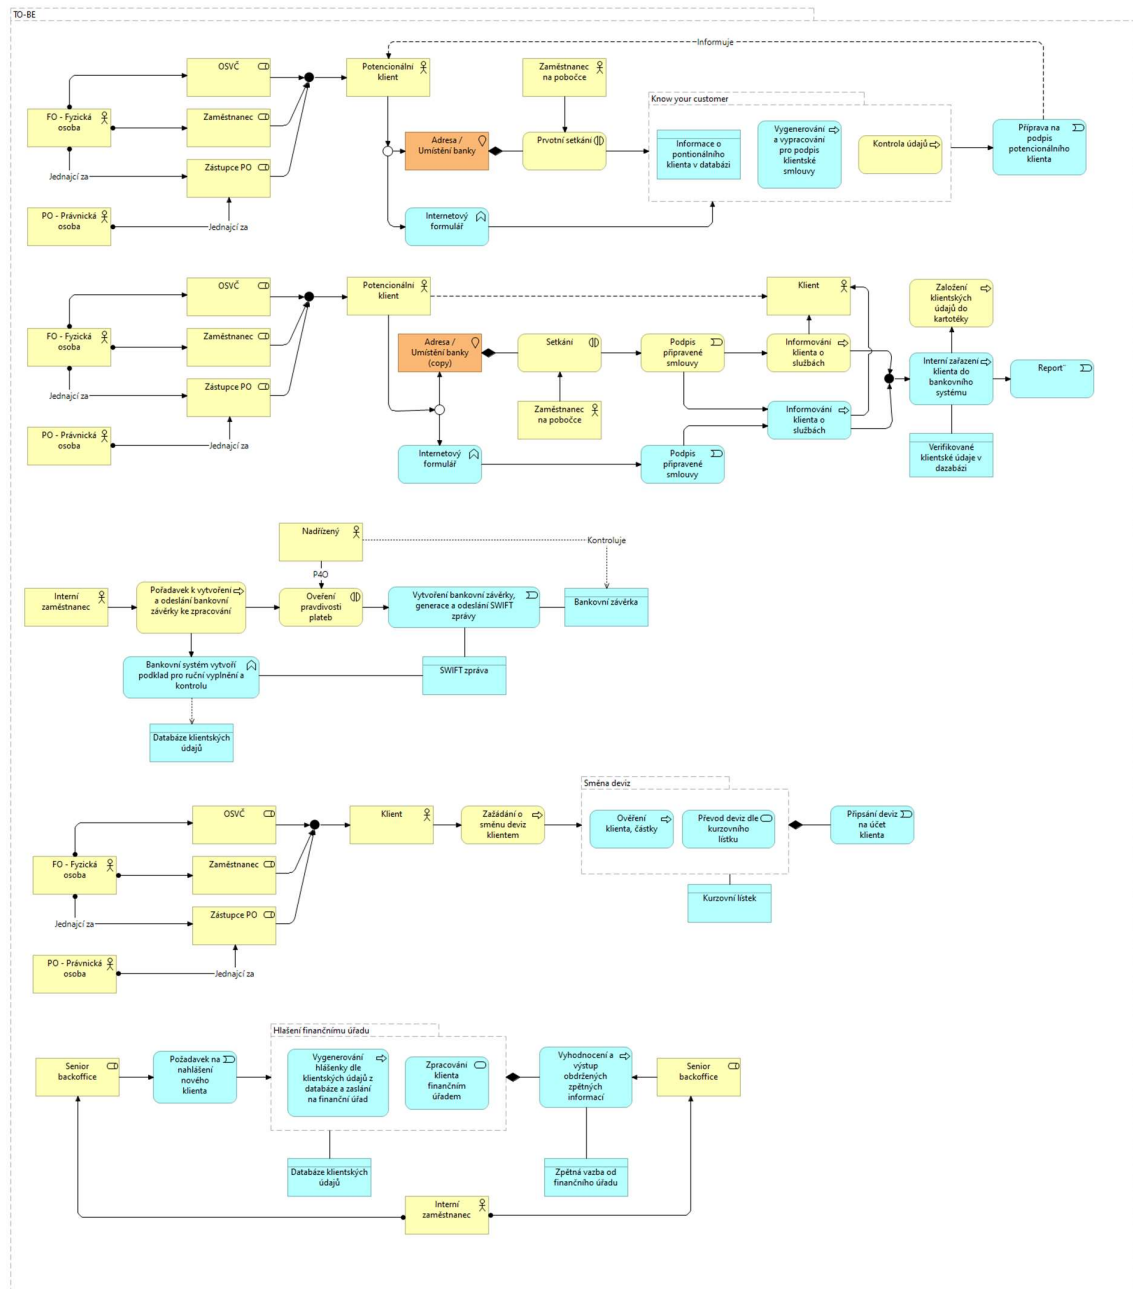 TO-BE
Informuje
OSVČ
Potencionální
klient
Zaměstnanec
na pobočce
Know your customer
FO - Fyzická
osoba
Zaměstnanec
Adresa /
Umístění banky
Prvotní setkání
Informace o
pontionálního
klienta v databázi
Vygenerování
a vypracování
pro podpis
klientské
smlouvy
Kontrola údajů
Příprava na
podpis
potencionálního
klienta
Jednající za
Zástupce PO
PO - Právnická
osoba
Jednajcí za
Internetový
formulář
OSVČ
Potencionální
klient
Klient
Založení
klientských
údajů do
kartotéky
FO - Fyzická
osoba
Zaměstnanec
Adresa /
Umístění banky
(copy)
Setkání
Podpis
připravené
smlouvy
Informování
klienta o
službách
Interní zařazení
klienta do
bankovního
systému
Report¨
Jednající za
Zástupce PO
Zaměstnanec
na pobočce
Informování
klienta o
službách
PO - Právnická
osoba
Jednajcí za
Internetový
formulář
Podpis
připravené
smlouvy
Verifikované
klientské údaje v
dazabázi
Nadřízený
Kontroluje
P4O
Interní
zaměstnanec
Pořadavek k vytvoření
a odeslání bankovní
závěrky ke zpracování
Oveření
pravdivosti
plateb
Vytvoření bankovní závěrky,
generace a odeslání SWIFT
zprávy
Bankovní závěrka
Bankovní systém vytvoří
podklad pro ruční vyplnění a
kontrolu
SWIFT zpráva
Databáze klientských
údajů
Směna deviz
OSVČ
Klient
Zažádání o
směnu deviz
klientem
Ověření
klienta, částky
Převod deviz dle
kurzovního
lístku
Připsání deviz
na účet
klienta
FO - Fyzická
osoba
Zaměstnanec
Kurzovní lístek
Jednajcí za
Zástupce PO
PO - Právnická
osoba
Jednajcí za
Hlašení finančnímu úřadu
Senior
backoffice
Požadavek na
nahlášení
nového
klienta
Vygenerování
hlášenky dle
klientských údajů z
databáze a zaslání
na finanční úřad
Zpracování
klienta
finančním
úřadem
Vyhodnocení a
výstup
obdržených
zpětných
informací
Senior
backoffice
Databáze klientských
údajů
Zpětná vazba od
finančního úřadu
Interní
zaměstnanec